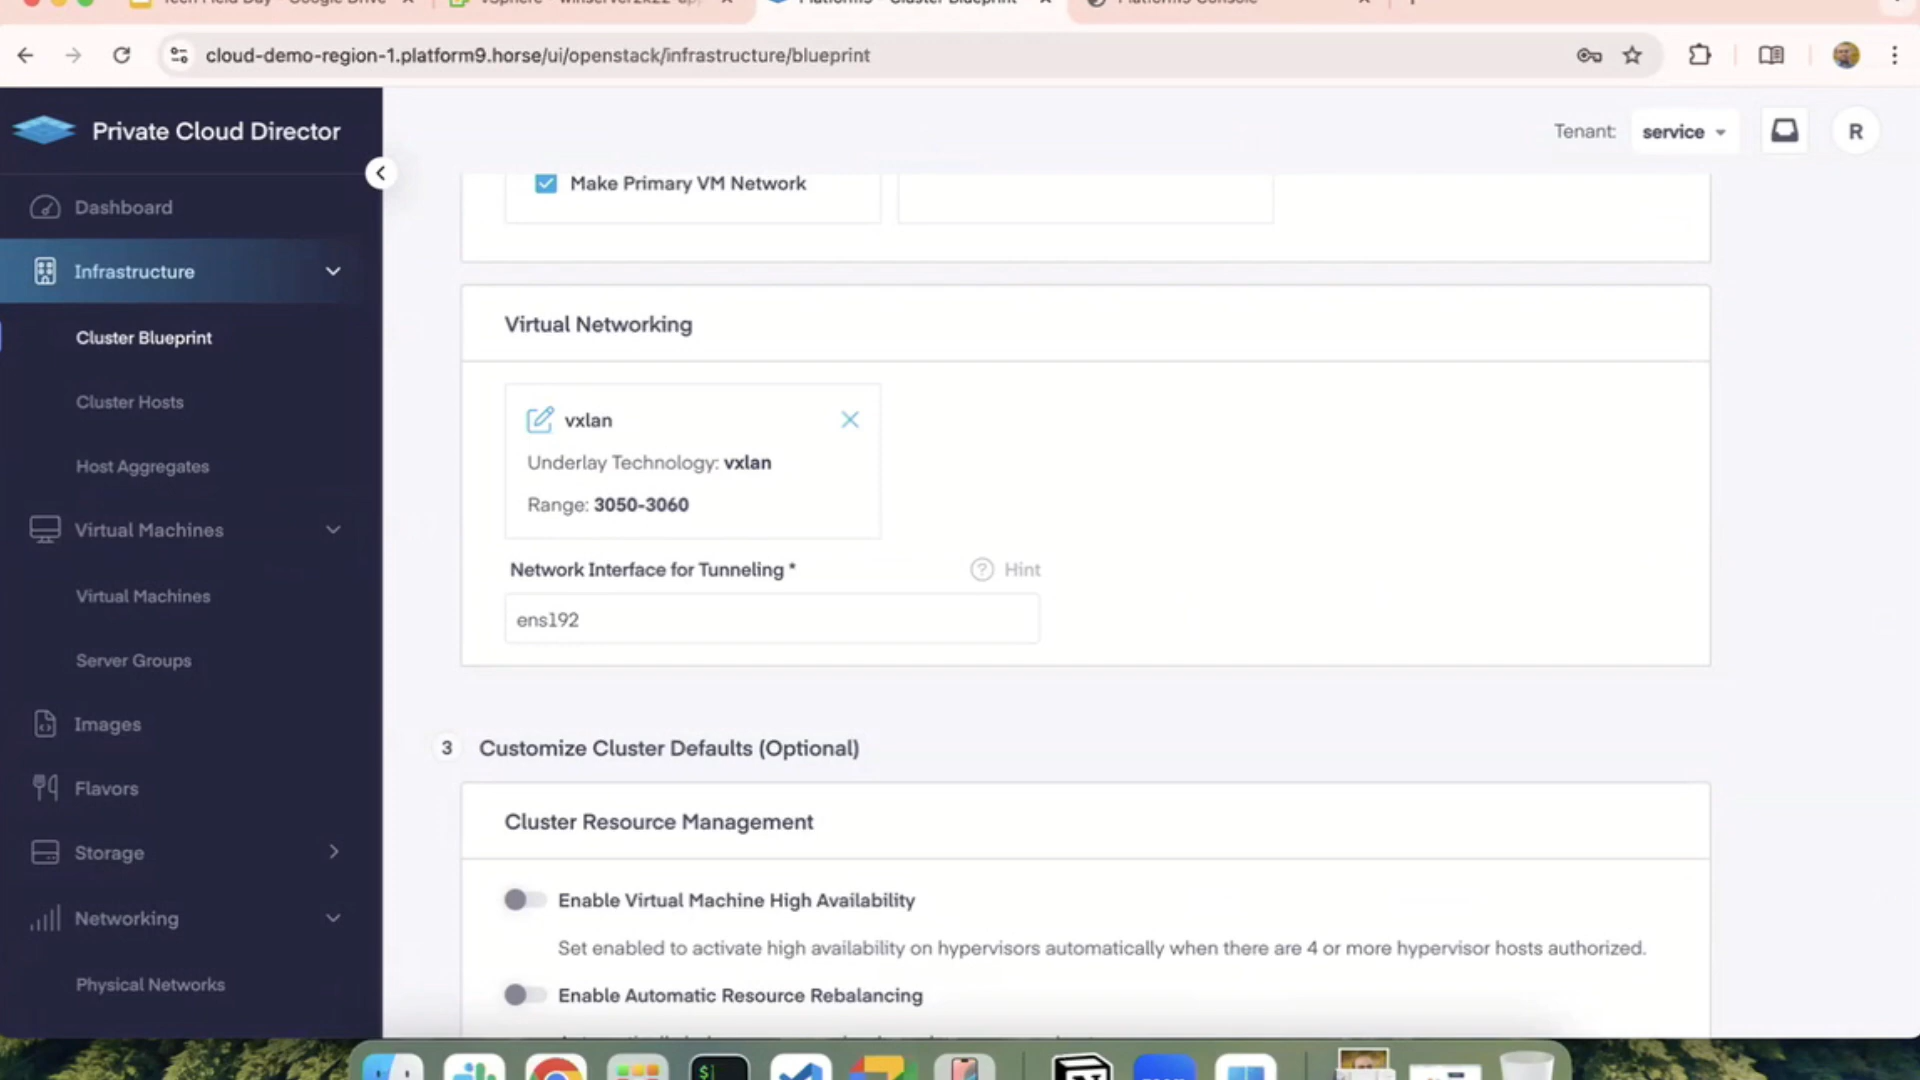 cloud-demo-region-1.platform9.horse/ui/openstack/infrastructure/blueprint
Private Cloud Director
Tenant:
service
R
Dashboard
Infrastructure
Cluster Blueprint
Cluster Hosts
Host Aggregates
Virtual Machines
Virtual Machines
Server Groups
Images
Flavors
Storage
Networking
Physical Networks
Make Primary VM Network
Virtual Networking
vxlan
Underlay Technology: vxlan
Range: 3050-3060
Network Interface for Tunneling *
Hint
ens192
3
Customize Cluster Defaults (Optional)
Cluster Resource Management
Enable Virtual Machine High Availability
Set enabled to activate high availability on hypervisors automatically when there are 4 or more hypervisor hosts authorized.
Enable Automatic Resource Rebalancing